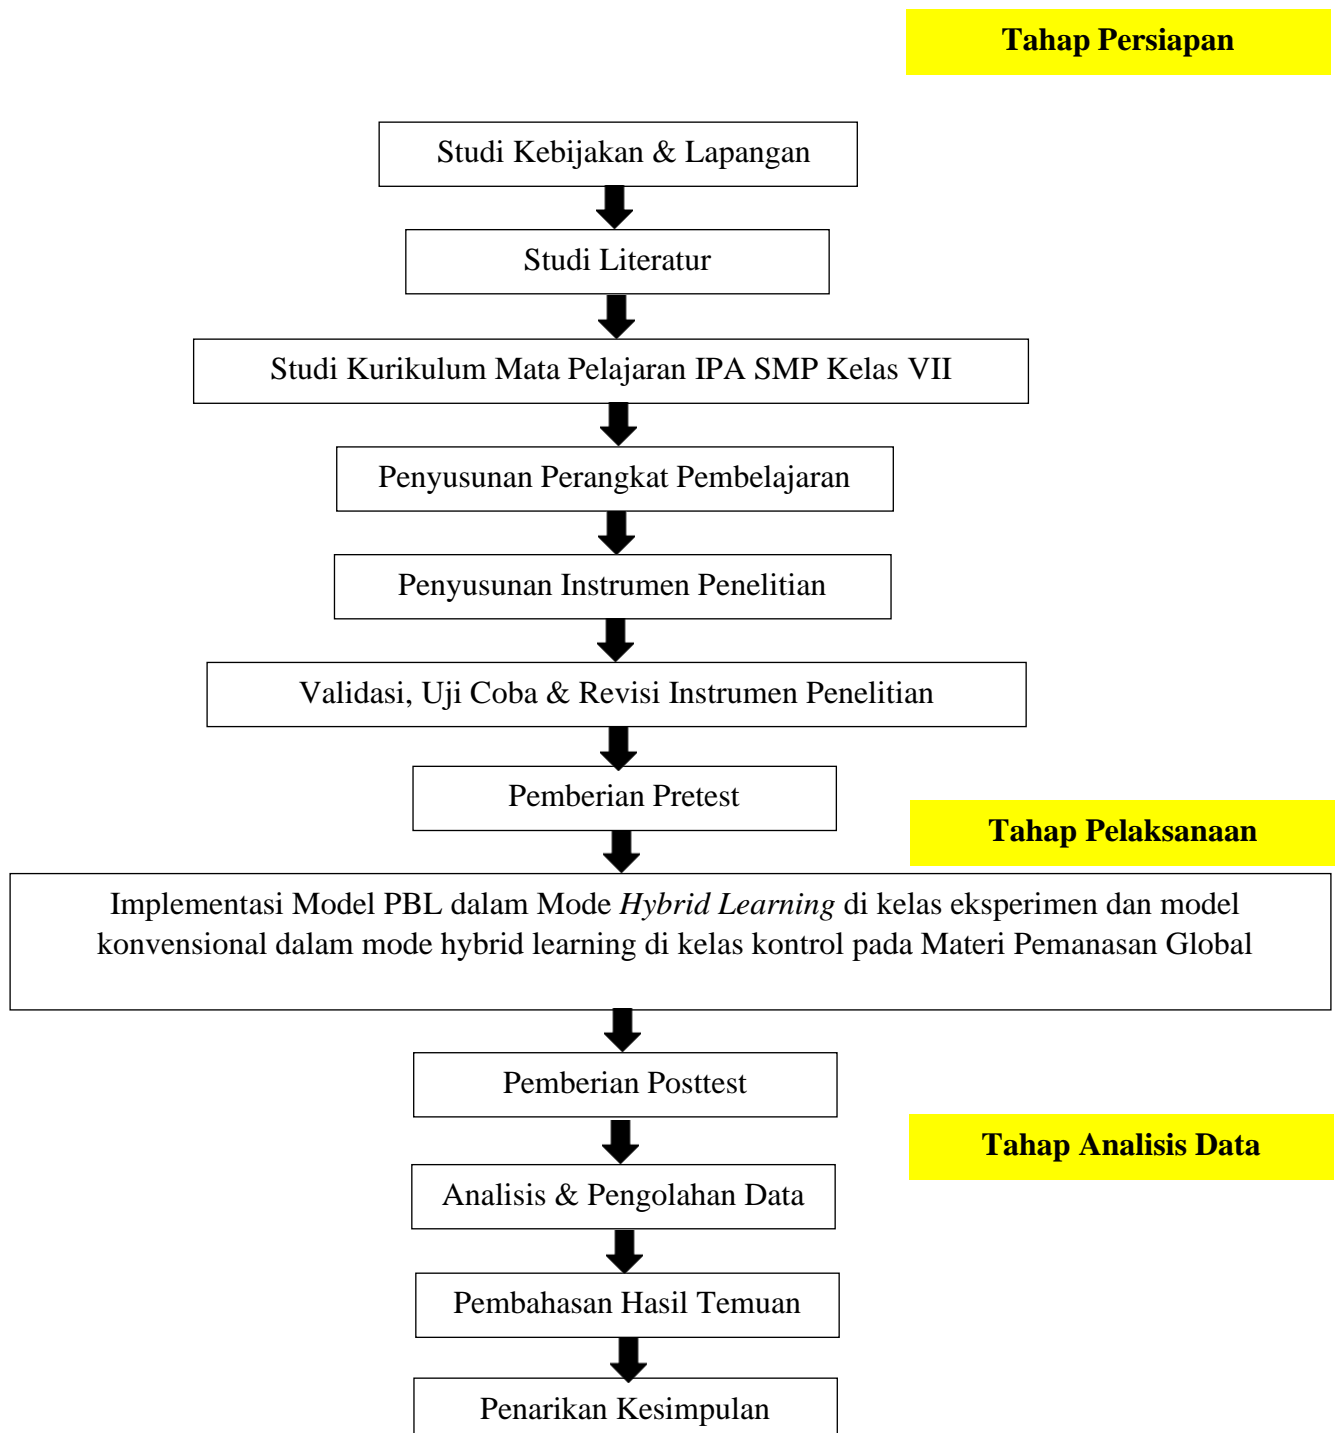 Tahap Persiapan
Studi Kebijakan & Lapangan
Studi Literatur
Studi Kurikulum Mata Pelajaran IPA SMP Kelas VII
Penyusunan Perangkat Pembelajaran
Penyusunan Instrumen Penelitian
Validasi, Uji Coba & Revisi Instrumen Penelitian
Pemberian Pretest
Tahap Pelaksanaan
Implementasi Model PBL dalam Mode Hybrid Learning di kelas eksperimen dan model
konvensional dalam mode hybrid learning di kelas kontrol pada Materi Pemanasan Global
Pemberian Posttest
Tahap Analisis Data
Analisis & Pengolahan Data
Pembahasan Hasil Temuan
Penarikan Kesimpulan